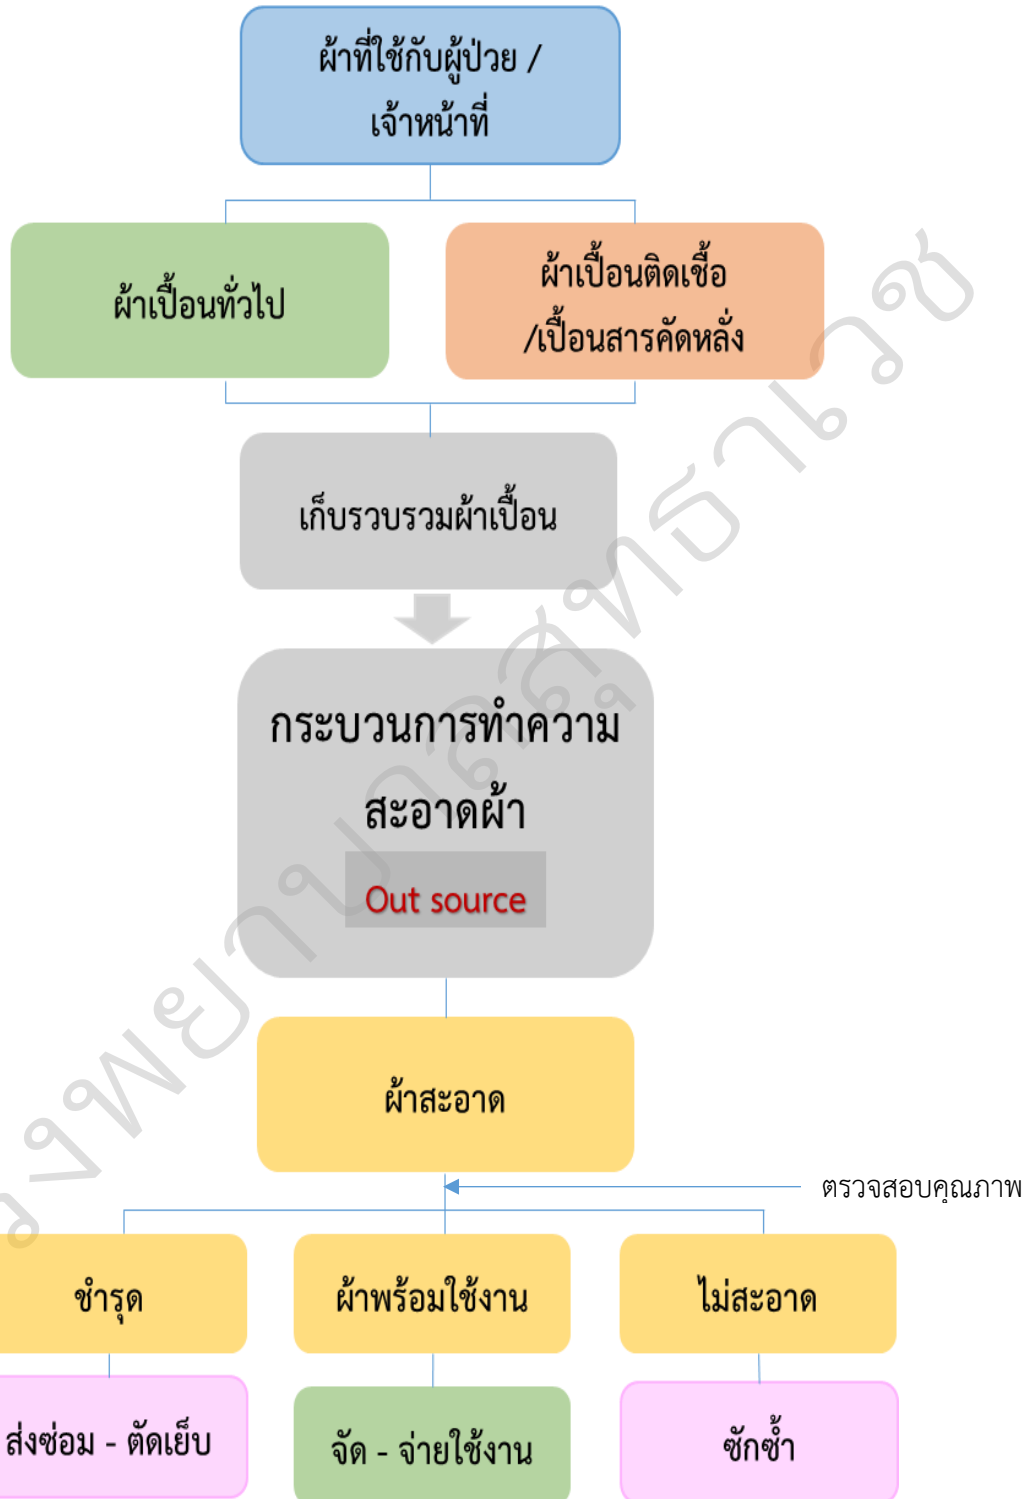 ผ้าที่ใช้กับผู้ป่วย /
เจ้าหน้าที่
ผ้าเปื้อนทั่วไป
ผ้าเปื้อนติดเชื้อ
/เปื้อนสารคัดหลั่ง
เก็บรวบรวมผ้าเปื้อน
กระบวนการทำความ
สะอาดผ้า
Out source
ผ้าสะอาด
ตรวจสอบคุณภาพ
ชำรุด
ผ้าพร้อมใช้งาน
ไม่สะอาด
ส่งซ่อม - ตัดเย็บ
จัด - จ่ายใช้งาน
ซักซ้ำ